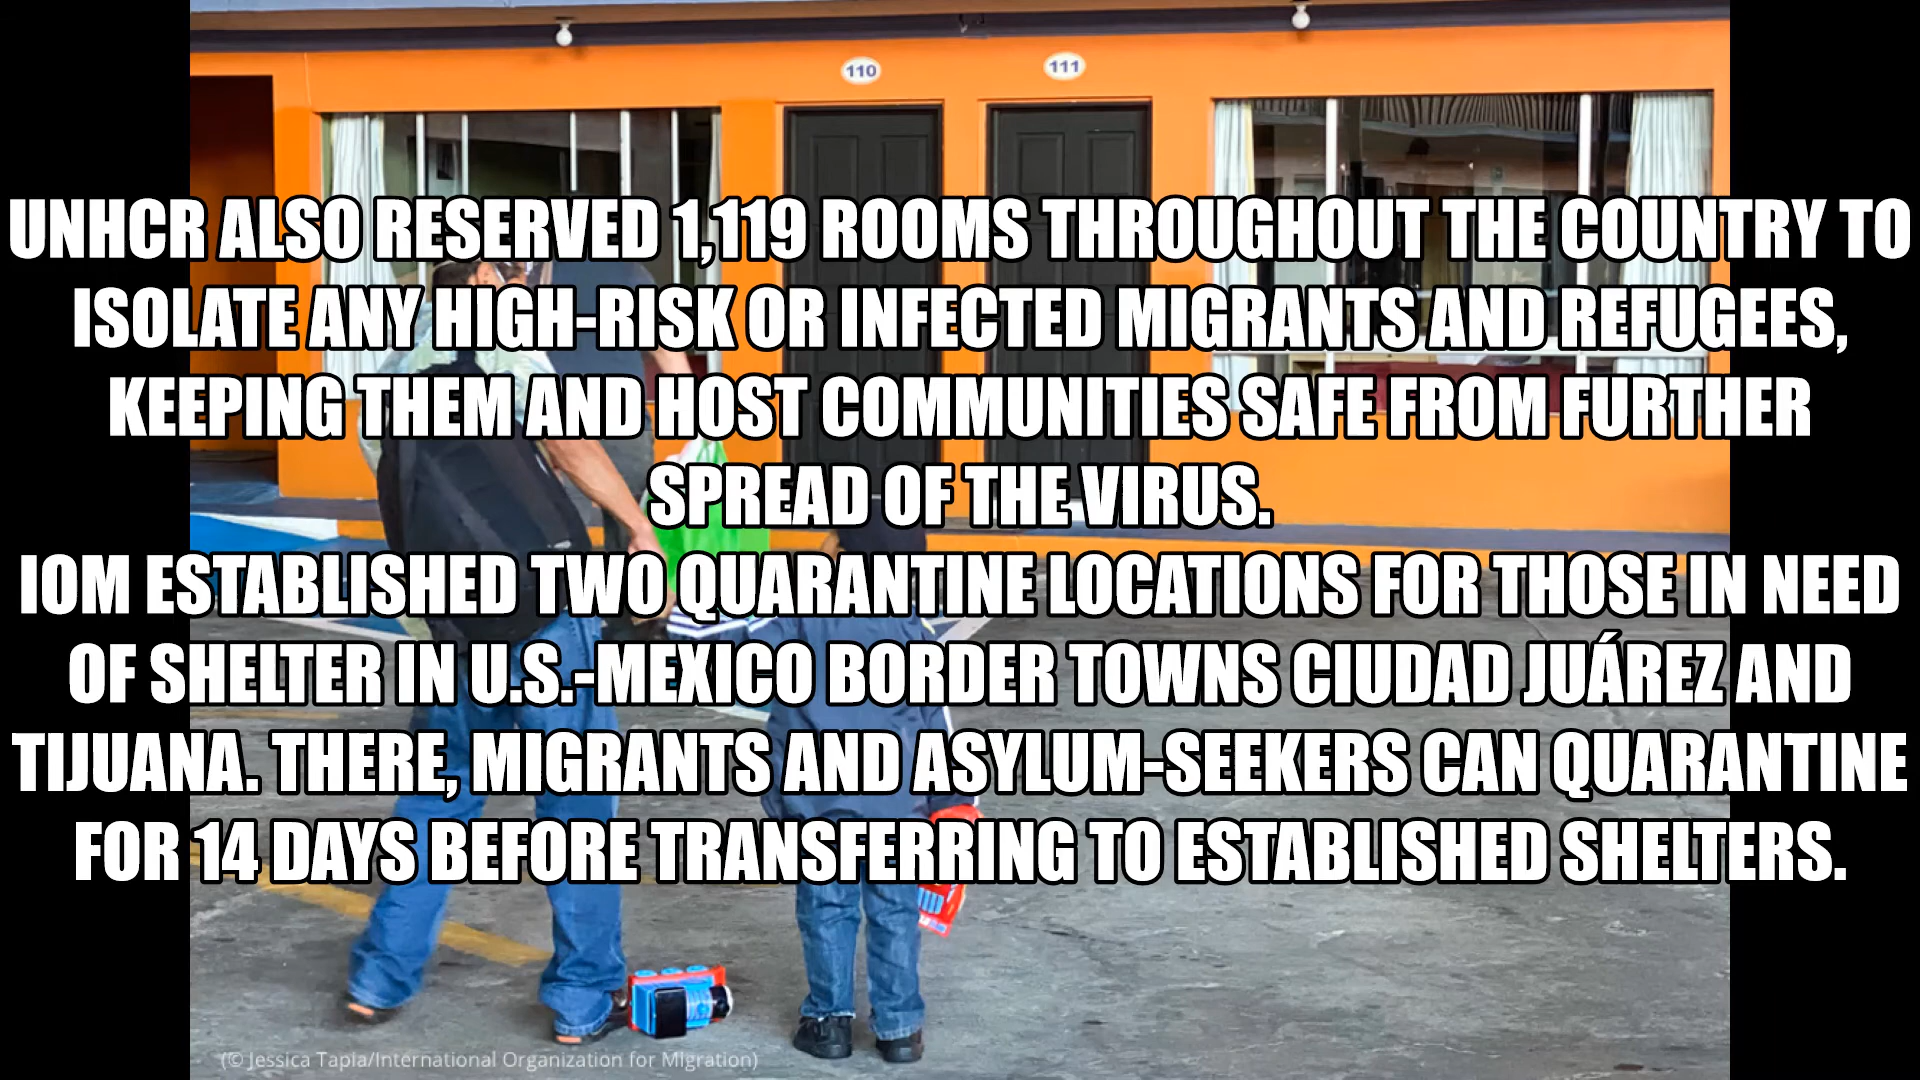 110
111
UNHCR ALSO RESERVED 1,119 ROOMS THROUGHOUT THE COUNTRY TO
ISOLATE ANY HIGH-RISK OR INFECTED MIGRANTS AND REFUGEES,
KEEPING THEM AND HOST COMMUNITIES SAFE FROM FURTHER
SPREAD OF THE VIRUS.
IOM ESTABLISHED TWO QUARANTINE LOCATIONS FOR THOSE IN NEED
OF SHELTER IN U.S.-MEXICO BORDER TOWNS CIUDAD JUÁREZ AND
TIJUANA. THERE, MIGRANTS AND ASYLUM-SEEKERS CAN QUARANTINE
FOR 14 DAYS BEFORE TRANSFERRING TO ESTABLISHED SHELTERS.
(© Jessica Tapia/International Organization for Migration)